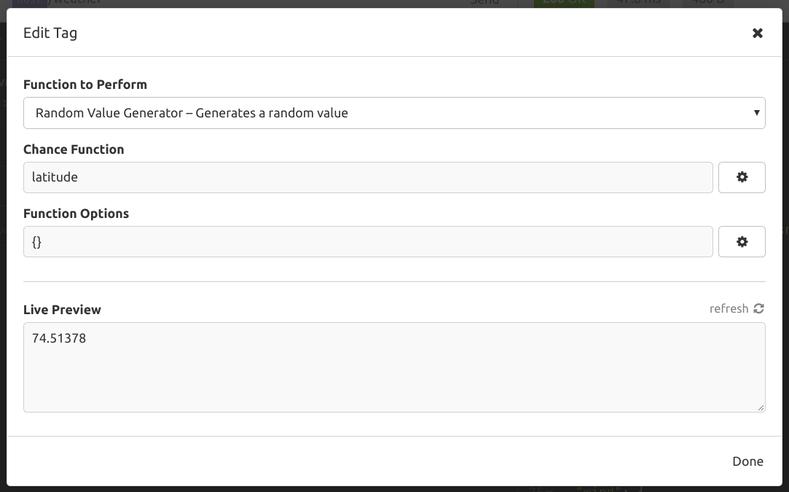 Edit Tag
Function to Perform
Random Value Generator – Generates a random value
Chance Function
latitude
Function Options
{}
Live Preview
refresh
74.51378
Done